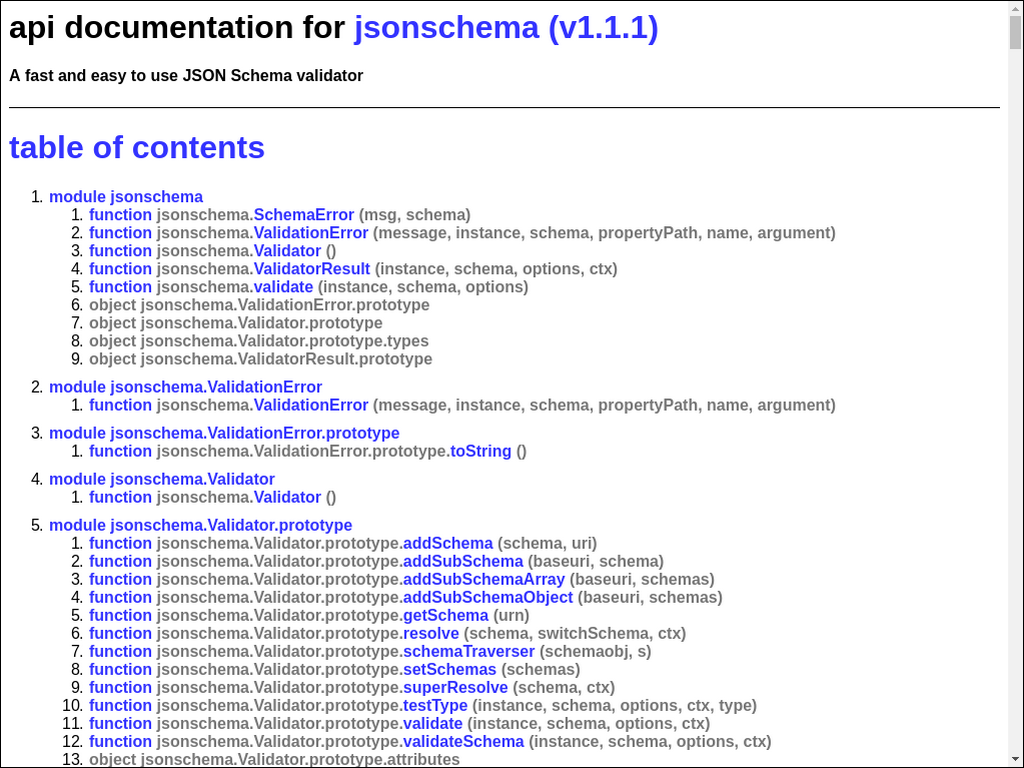 api documentation for jsonschema (v1.1.1)
A fast and easy to use JSON Schema validator
table of contents
1. module jsonschema
1. function jsonschema.SchemaError (msg, schema)
2. function jsonschema.ValidationError (message, instance, schema, propertyPath, name, argument)
3. function jsonschema.Validator ()
4. function jsonschema.ValidatorResult (instance, schema, options, ctx)
5. function jsonschema.validate (instance, schema, options)
6. object jsonschema.ValidationError.prototype
7. object jsonschema.Validator.prototype
8. object jsonschema.Validator.prototype.types
9. object jsonschema.ValidatorResult.prototype
2. module jsonschema.ValidationError
1. function jsonschema.ValidationError (message, instance, schema, propertyPath, name, argument)
3. module jsonschema.ValidationError.prototype
1. function jsonschema.ValidationError.prototype.toString ()
4. module jsonschema.Validator
1. function jsonschema.Validator ()
5. module jsonschema.Validator.prototype
1. function jsonschema.Validator.prototype.addSchema (schema, uri)
2. function jsonschema.Validator.prototype.addSubSchema (baseuri, schema)
3. function jsonschema.Validator.prototype.addSubSchemaArray (baseuri, schemas)
4. function jsonschema.Validator.prototype.addSubSchemaObject (baseuri, schemas)
5. function jsonschema.Validator.prototype.getSchema (urn)
6. function jsonschema.Validator.prototype.resolve (schema, switchSchema, ctx)
7. function jsonschema.Validator.prototype.schemaTraverser (schemaobj, s)
8. function jsonschema.Validator.prototype.setSchemas (schemas)
9. function jsonschema.Validator.prototype.superResolve (schema, ctx)
10. function jsonschema.Validator.prototype.testType (instance, schema, options, ctx, type)
11. function jsonschema.Validator.prototype.validate (instance, schema, options, ctx)
12. function jsonschema.Validator.prototype.validateSchema (instance, schema, options, ctx)
13. object jsonschema.Validator.prototype.attributes